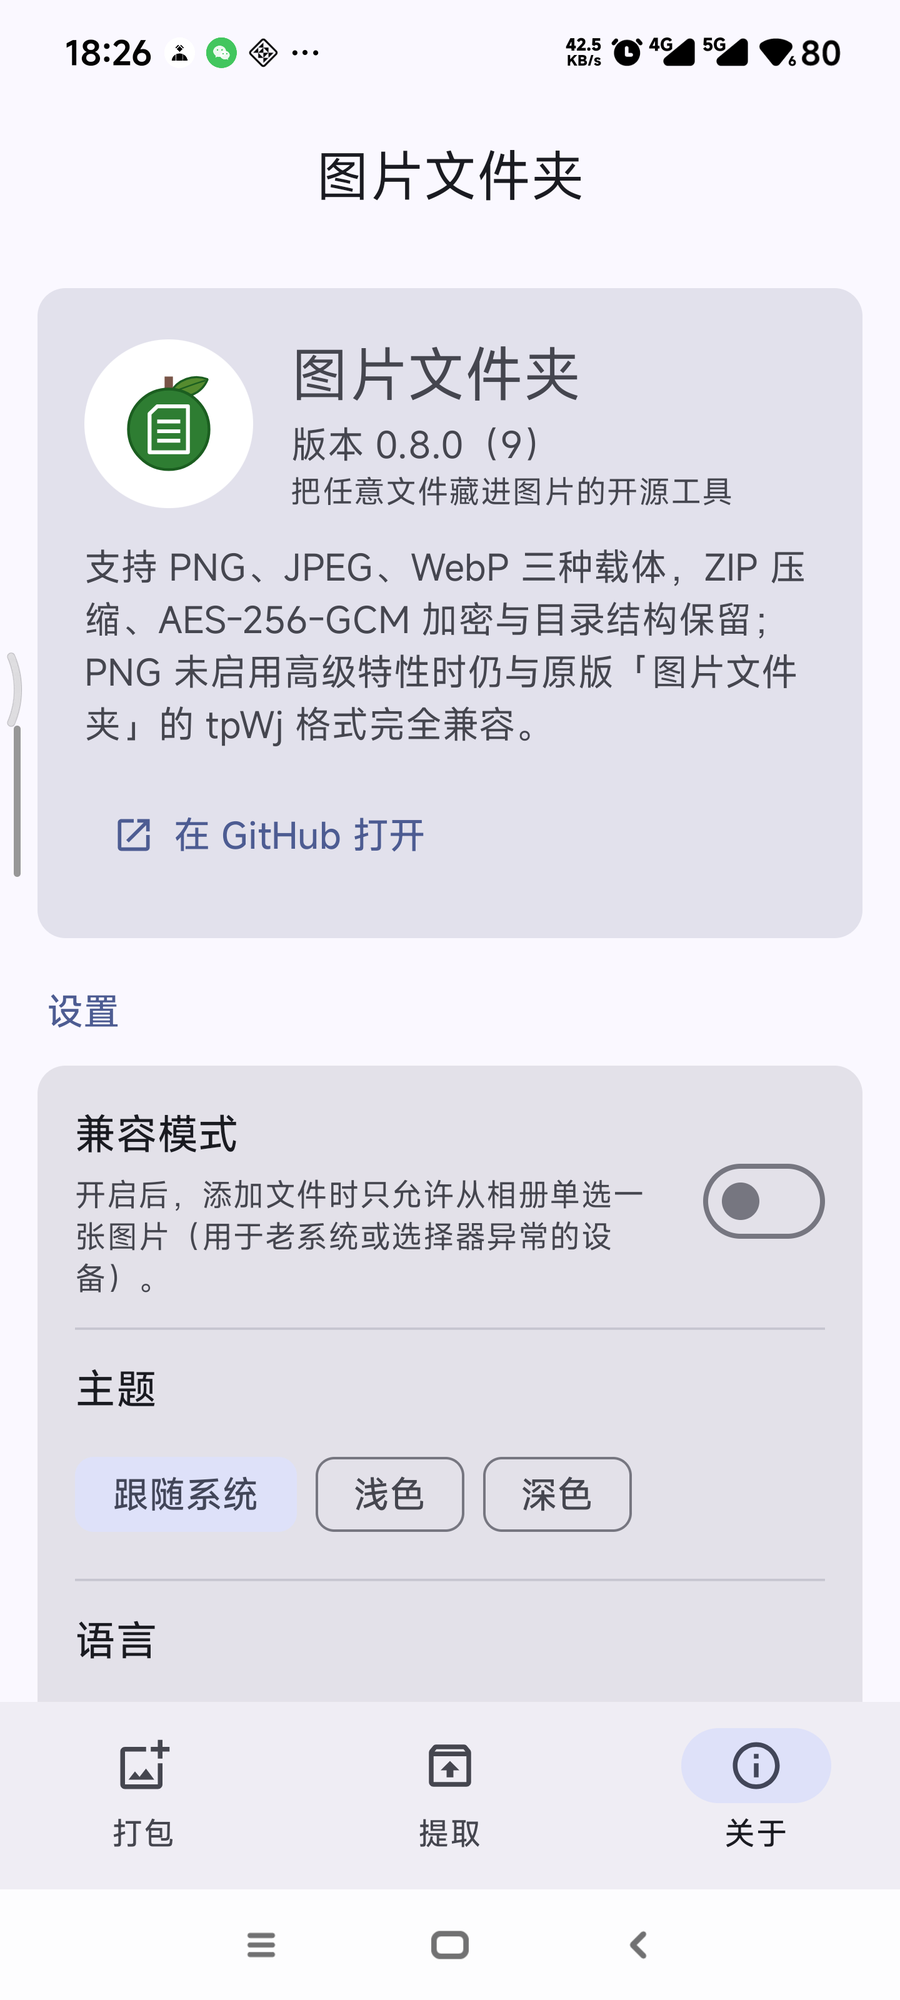 18:26
42.5 KB/s 4G 5G 6 80
图片文件夹
图片文件夹
版本 0.8.0（9）
把任意文件藏进图片的开源工具
支持 PNG、JPEG、WebP 三种载体，ZIP 压
缩、AES-256-GCM 加密与目录结构保留；
PNG 未启用高级特性时仍与原版「图片文件
夹」的 tpWj 格式完全兼容。
在 GitHub 打开
设置
兼容模式
开启后，添加文件时只允许从相册单选一
张图片（用于老系统或选择器异常的设
备）。
主题
跟随系统 浅色 深色
语言
打包 提取 关于